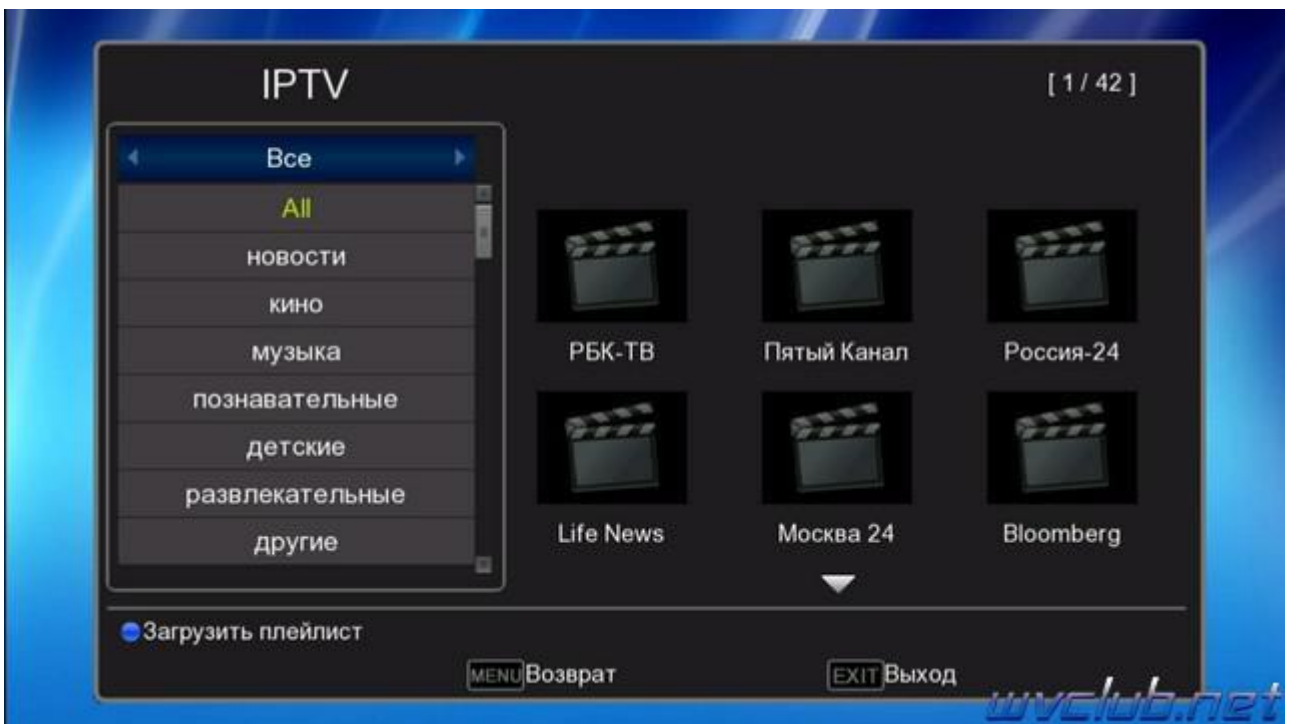 IPTV
[ 1 / 42 ]
Все
All
новости
кино
музыка
познавательные
детские
развлекательные
другие
РБК-ТВ
Пятый Канал
Россия-24
Life News
Москва 24
Bloomberg
Загрузить плейлист
MENU Возврат
EXIT Выход
wvclub.net